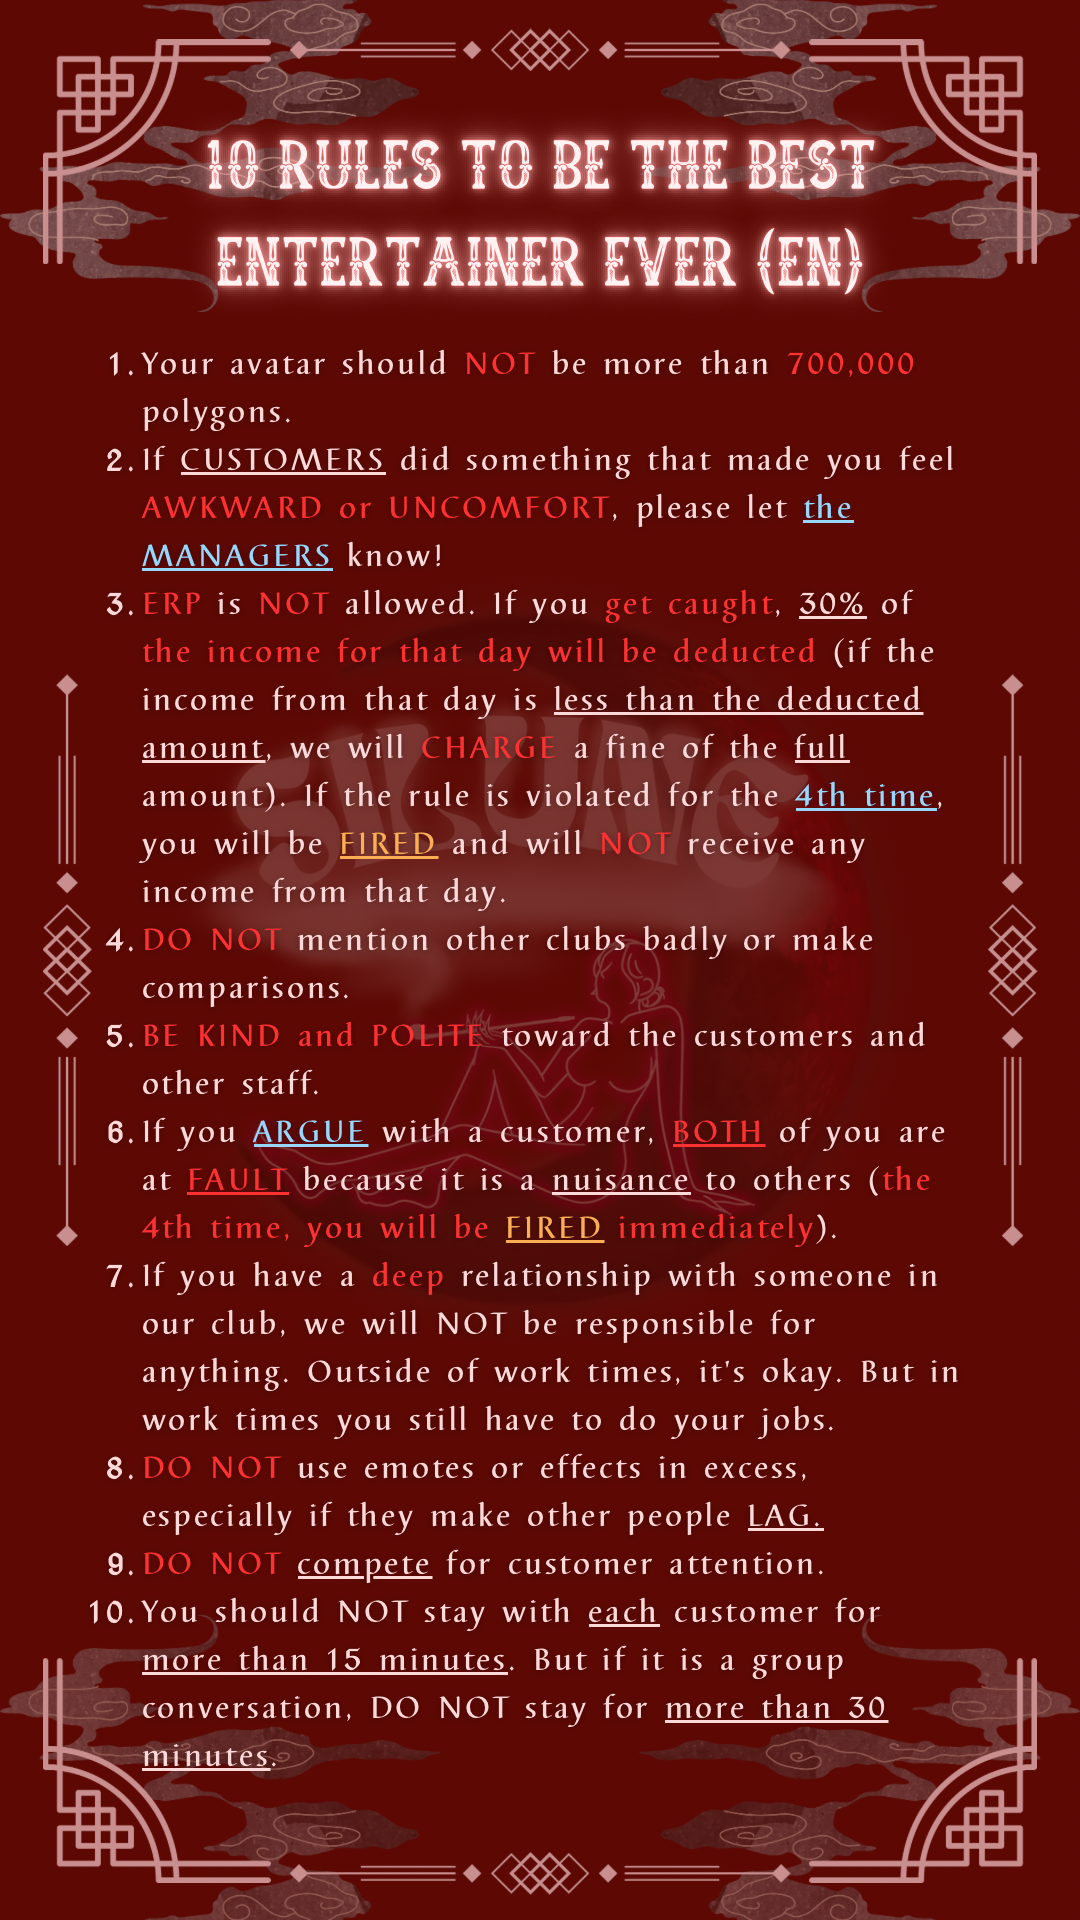 10 RULES TO BE THE BEST
ENTERTAINER EVER (EN)
1. Your avatar should NOT be more than 700,000
polygons.
2. If CUSTOMERS did something that made you feel
AWKWARD or UNCOMFORT, please let the
MANAGERS know!
3. ERP is NOT allowed. If you get caught, 30% of
the income for that day will be deducted (if the
income from that day is less than the deducted
amount, we will CHARGE a fine of the full
amount). If the rule is violated for the 4th time,
you will be FIRED and will NOT receive any
income from that day.
4. DO NOT mention other clubs badly or make
comparisons.
5. BE KIND and POLITE toward the customers and
other staff.
6. If you ARGUE with a customer, BOTH of you are
at FAULT because it is a nuisance to others (the
4th time, you will be FIRED immediately).
7. If you have a deep relationship with someone in
our club, we will NOT be responsible for
anything. Outside of work times, it's okay. But in
work times you still have to do your jobs.
8. DO NOT use emotes or effects in excess,
especially if they make other people LAG.
9. DO NOT compete for customer attention.
10. You should NOT stay with each customer for
more than 15 minutes. But if it is a group
conversation, DO NOT stay for more than 30
minutes.